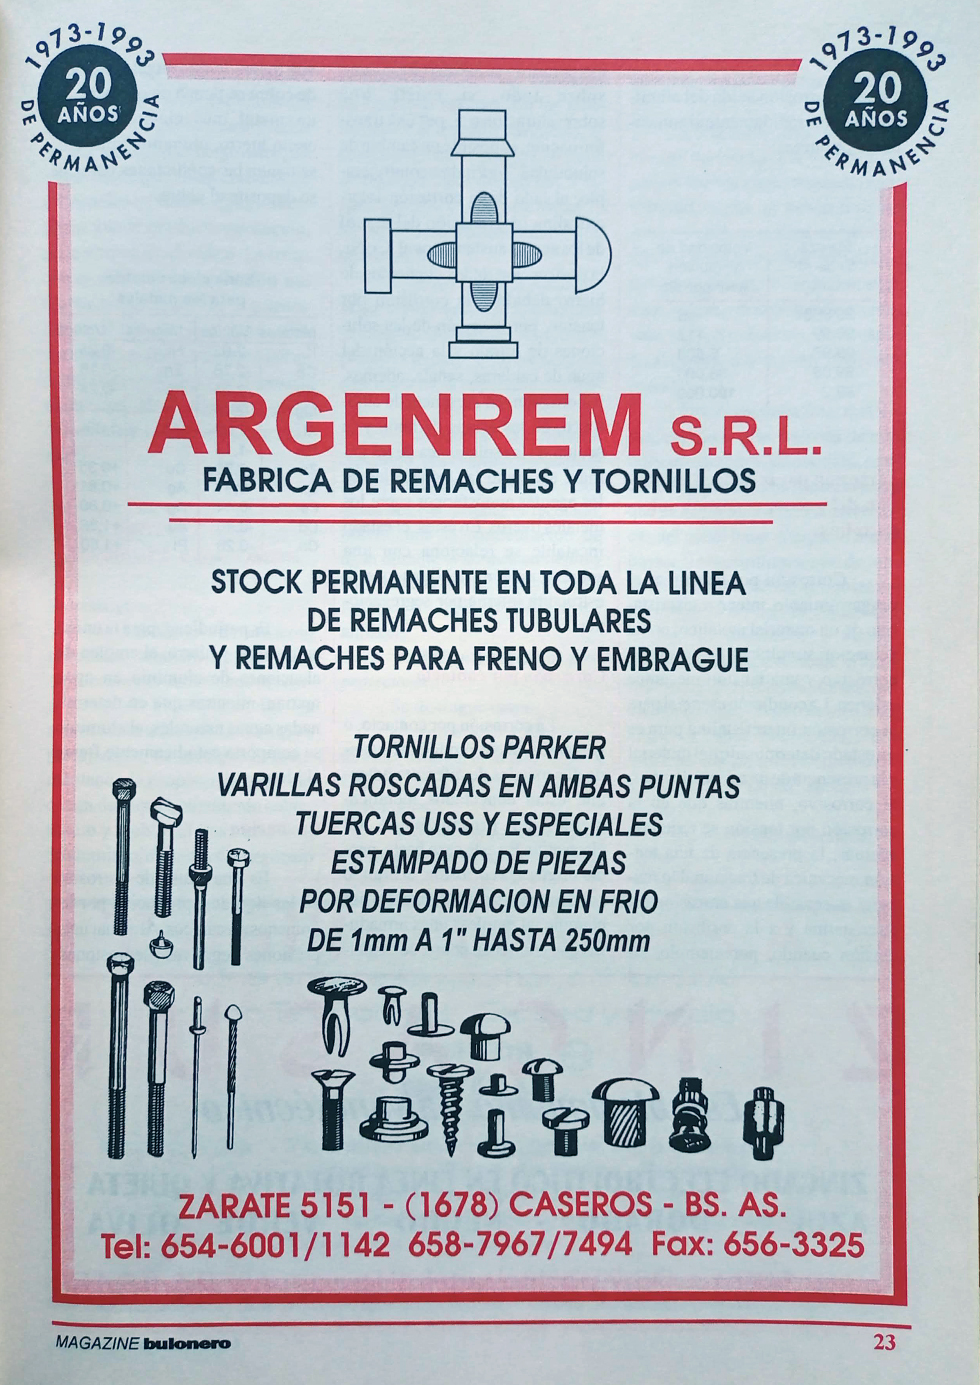 1973-1993
20
AÑOS
DE PERMANENCIA
1973-1993
20
AÑOS
DE PERMANENCIA
ARGENREM S.R.L.
FABRICA DE REMACHES Y TORNILLOS
STOCK PERMANENTE EN TODA LA LINEA
DE REMACHES TUBULARES
Y REMACHES PARA FRENO Y EMBRAGUE
TORNILLOS PARKER
VARILLAS ROSCADAS EN AMBAS PUNTAS
TUERCAS USS Y ESPECIALES
ESTAMPADO DE PIEZAS
POR DEFORMACION EN FRIO
DE 1mm A 1" HASTA 250mm
ZARATE 5151 - (1678) CASEROS - BS. AS.
Tel: 654-6001/1142 658-7967/7494 Fax: 656-3325
MAGAZINE bulonero
23